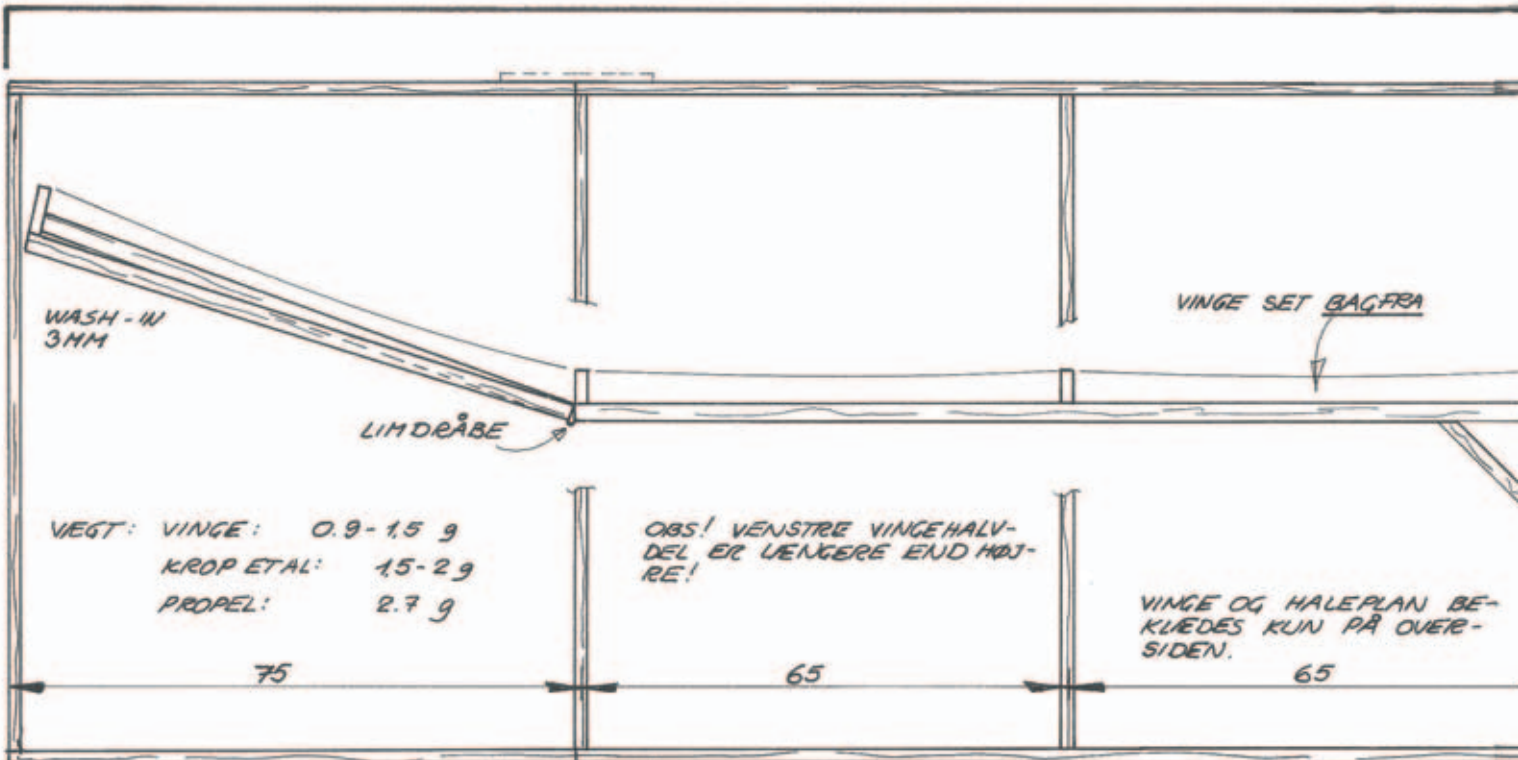 WASH-IN
3MM
VINGE SET BAGFRA
LIMDRÅBE
VÆGT: VINGE: 0.9-1.5 g
KROP ETAL: 1.5-2 g
PROPEL: 2.7 g
OBS! VENSTRE VINGEHALV-
DEL ER LÆNGERE END HØJ-
RE!
VINGE OG HALEPLAN BE-
KLÆDES KUN PÅ OVER-
SIDEN.
75
65
65